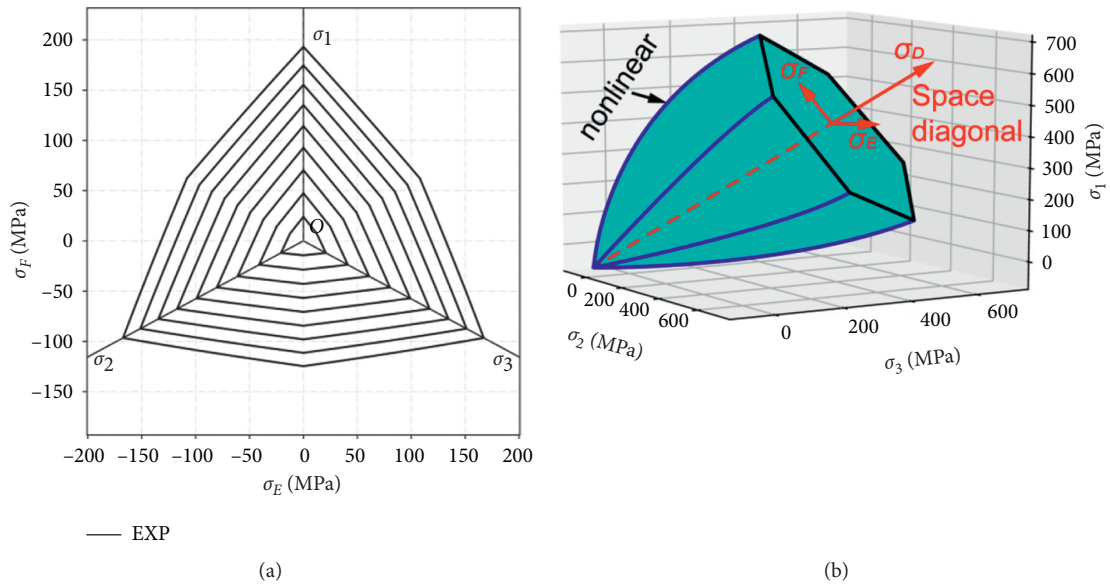 σ1
200
150
100
50
0
−50
−100
−150
O
σ2
σ3
σF (MPa)
−200 −150 −100 −50 0 50 100 150 200
σE (MPa)
EXP
(a)
nonlinear
σF
σD
Space
diagonal
σE
700
600
500
400
300
200
100
0
σ1 (MPa)
0
200
400
600
σ2 (MPa)
0
200
400
600
σ3 (MPa)
(b)